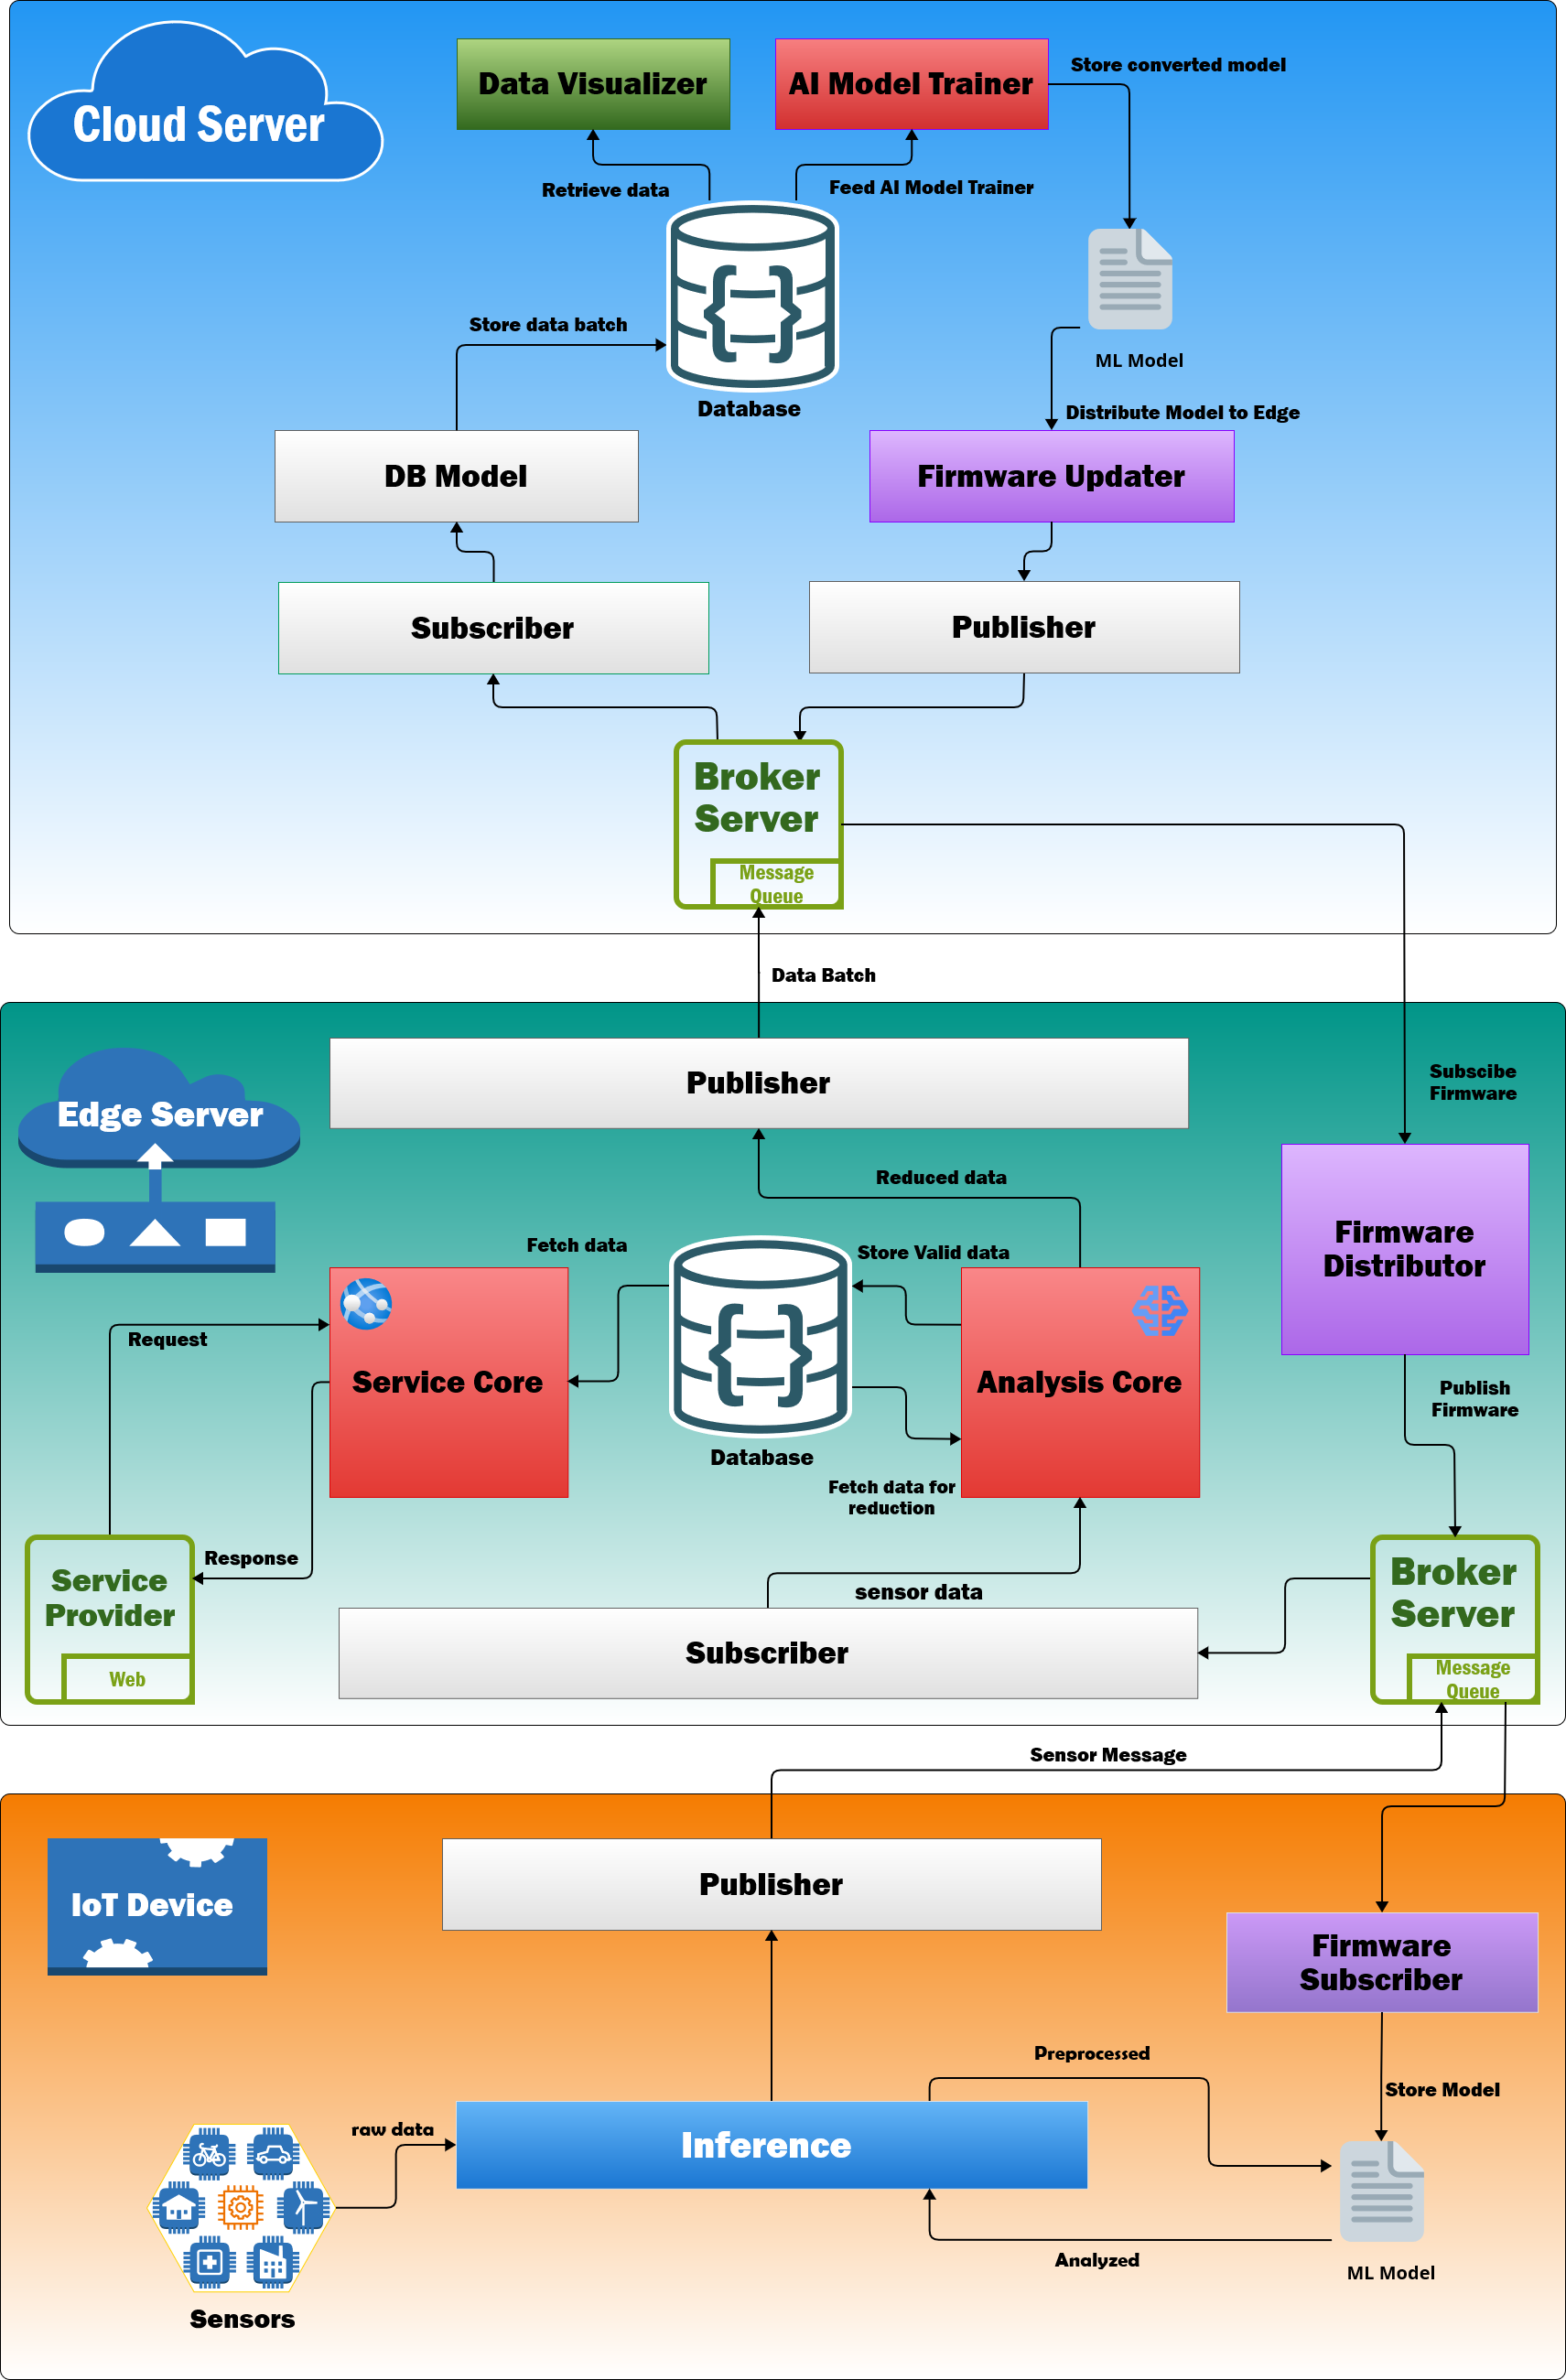 Cloud Server
Data Visualizer
AI Model Trainer
Store converted model
Retrieve data
Feed AI Model Trainer
Store data batch
ML Model
Database
Distribute Model to Edge
DB Model
Firmware Updater
Subscriber
Publisher
Broker
Server
Message
Queue
Data Batch
Edge Server
Publisher
Subscibe
Firmware
Reduced data
Fetch data
Store Valid data
Firmware
Distributor
Request
Service Core
Analysis Core
Database
Publish
Firmware
Fetch data for
reduction
Response
Service
Provider
Web
sensor data
Subscriber
Broker
Server
Message
Queue
Sensor Message
IoT Device
Publisher
Firmware
Subscriber
Preprocessed
Store Model
raw data
Inference
Analyzed
ML Model
Sensors